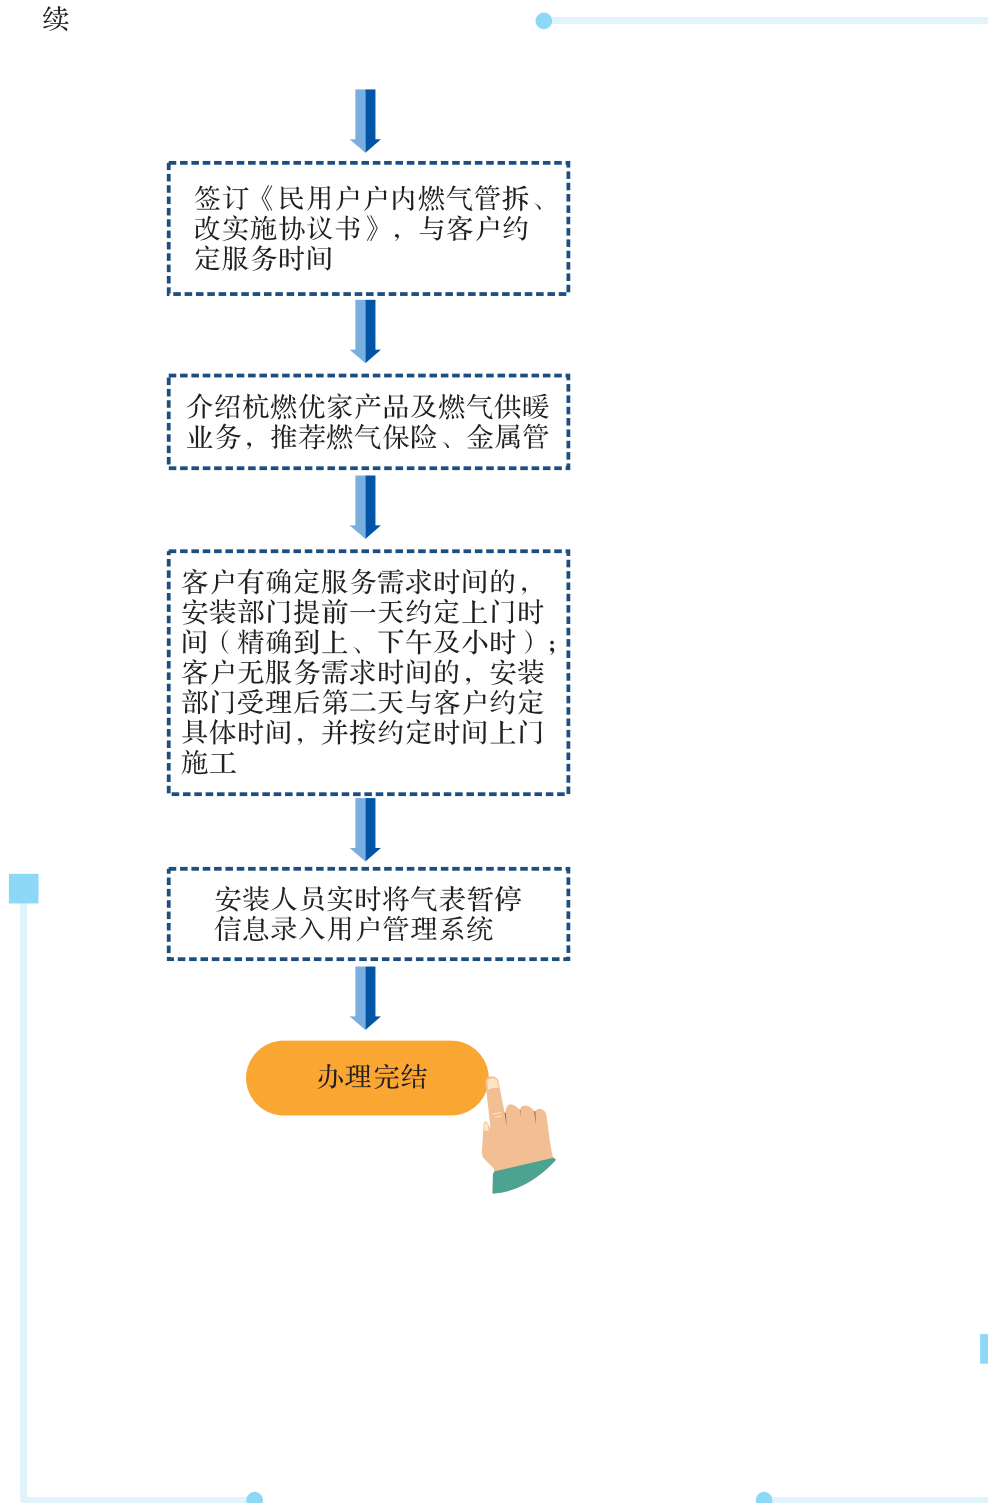 续
签订《民用户户内燃气管拆、
改实施协议书》，与客户约
定服务时间
介绍杭燃优家产品及燃气供暖
业务，推荐燃气保险、金属管
客户有确定服务需求时间的，
安装部门提前一天约定上门时
间（精确到上、下午及小时）；
客户无服务需求时间的，安装
部门受理后第二天与客户约定
具体时间，并按约定时间上门
施工
安装人员实时将气表暂停
信息录入用户管理系统
办理完结